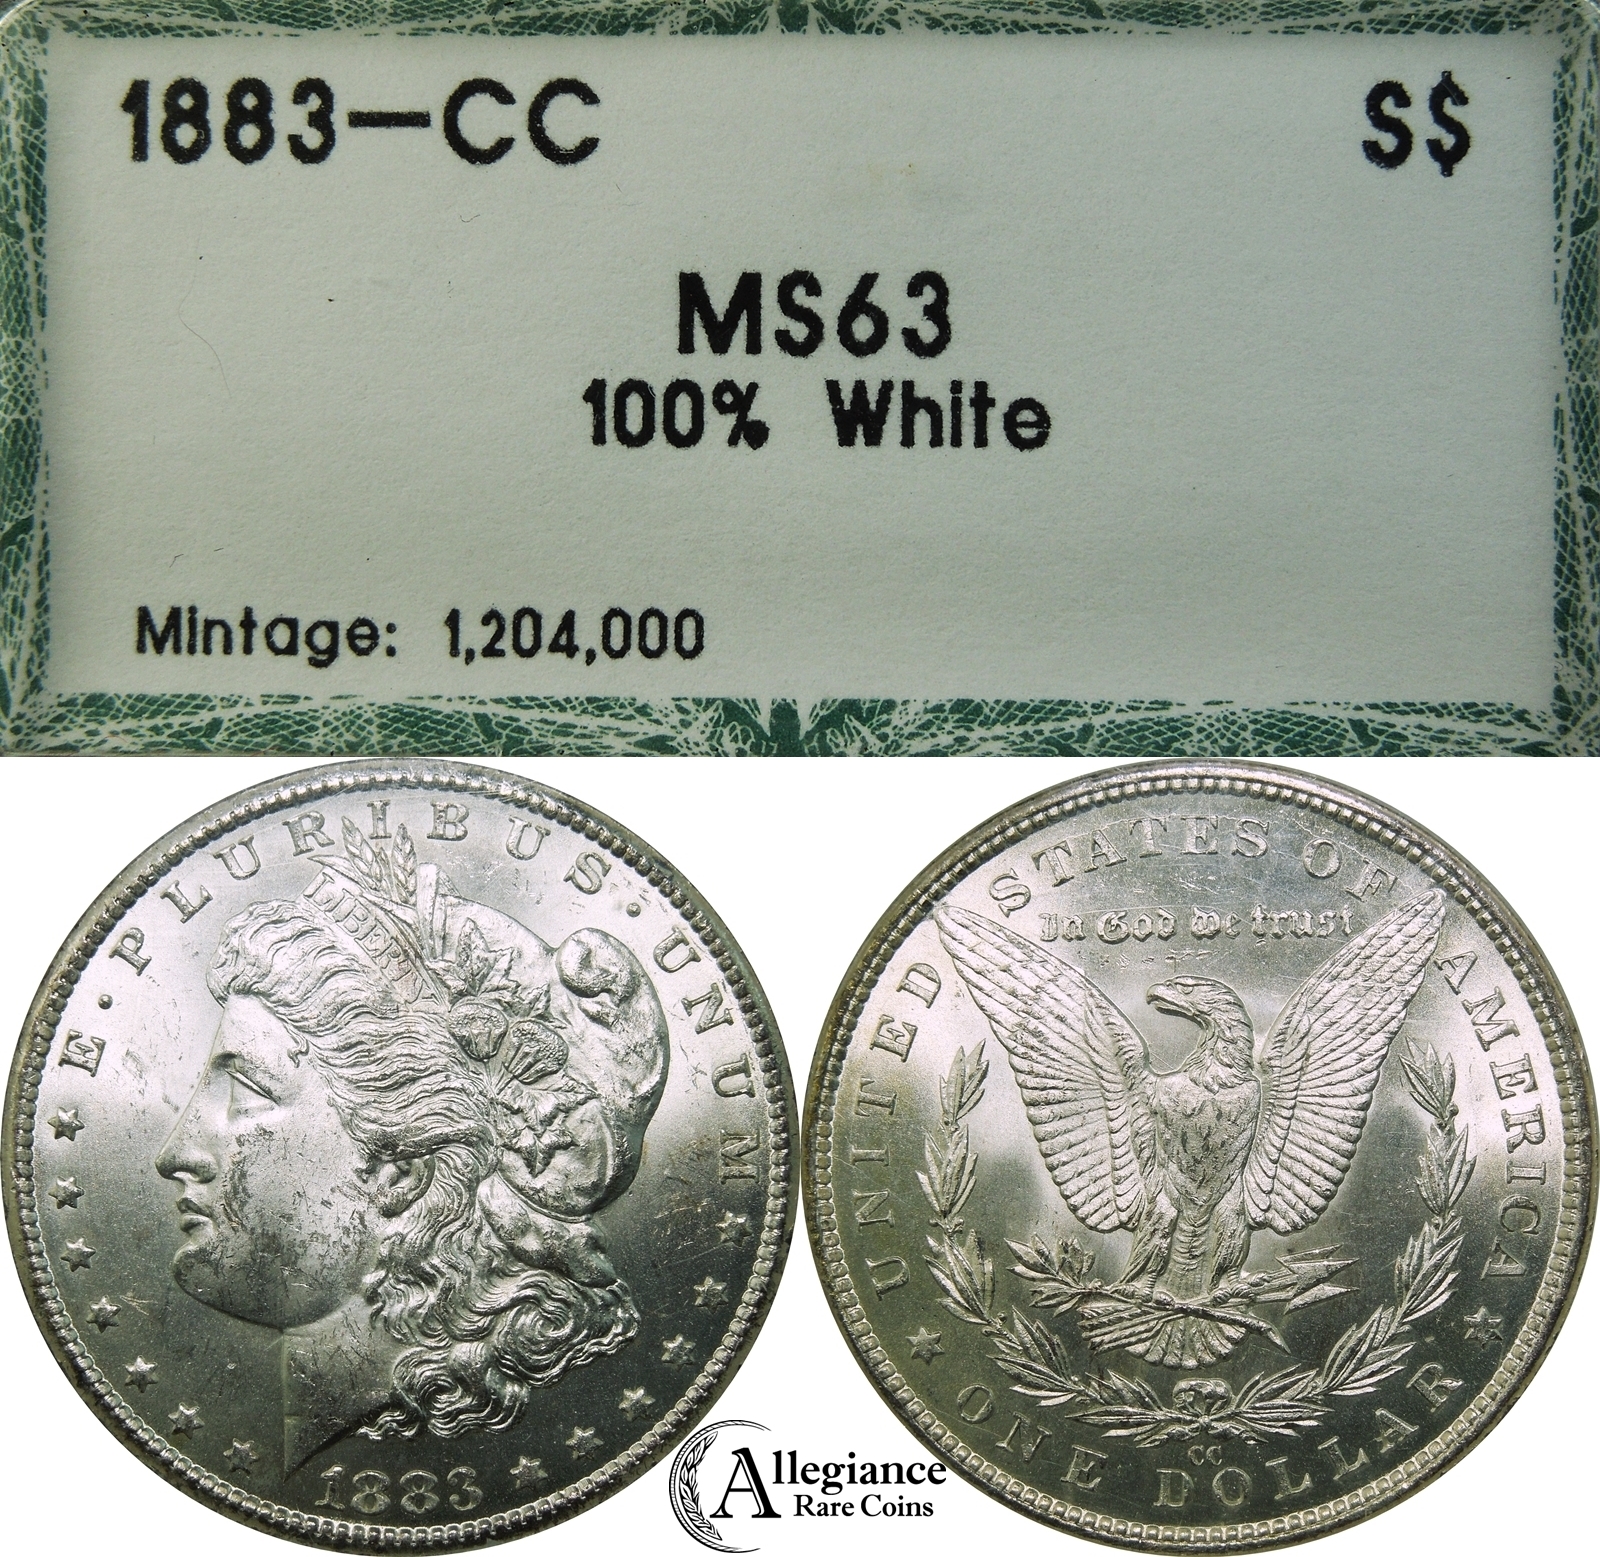 1883-CC S$
MS63
100% White
Mintage: 1,204,000
E · PLURIBUS · UNUM
LIBERTY
1883
UNITED STATES OF AMERICA
In God we trust
CC
ONE DOLLAR
Allegiance
RARE COINS